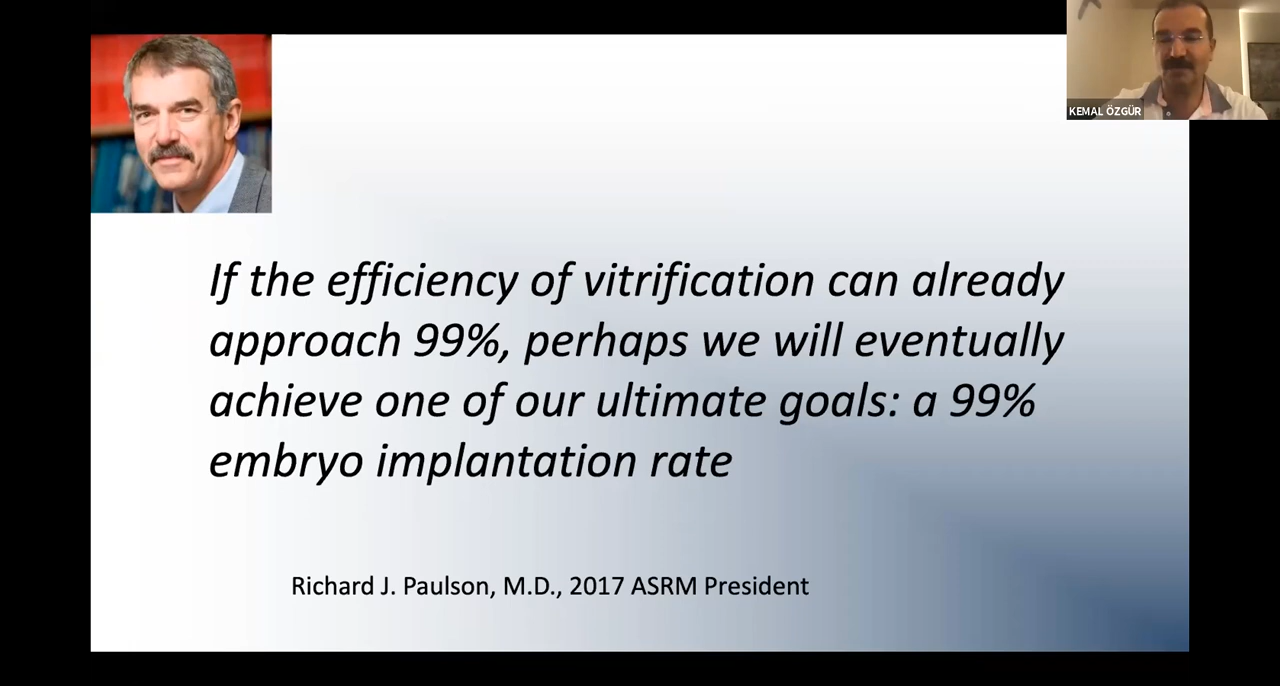 KEMAL ÖZGÜR
If the efficiency of vitrification can already
approach 99%, perhaps we will eventually
achieve one of our ultimate goals: a 99%
embryo implantation rate
Richard J. Paulson, M.D., 2017 ASRM President